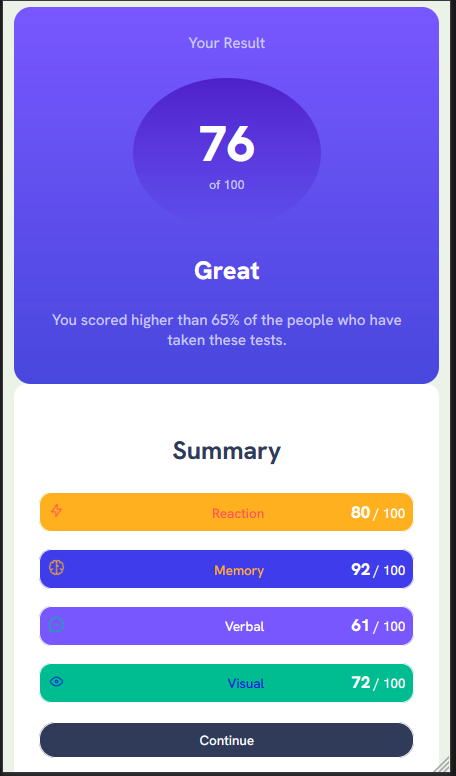 Your Result
76
of 100
Great
You scored higher than 65% of the people who have
taken these tests.
Summary
Reaction 80 / 100
Memory 92 / 100
Verbal 61 / 100
Visual 72 / 100
Continue